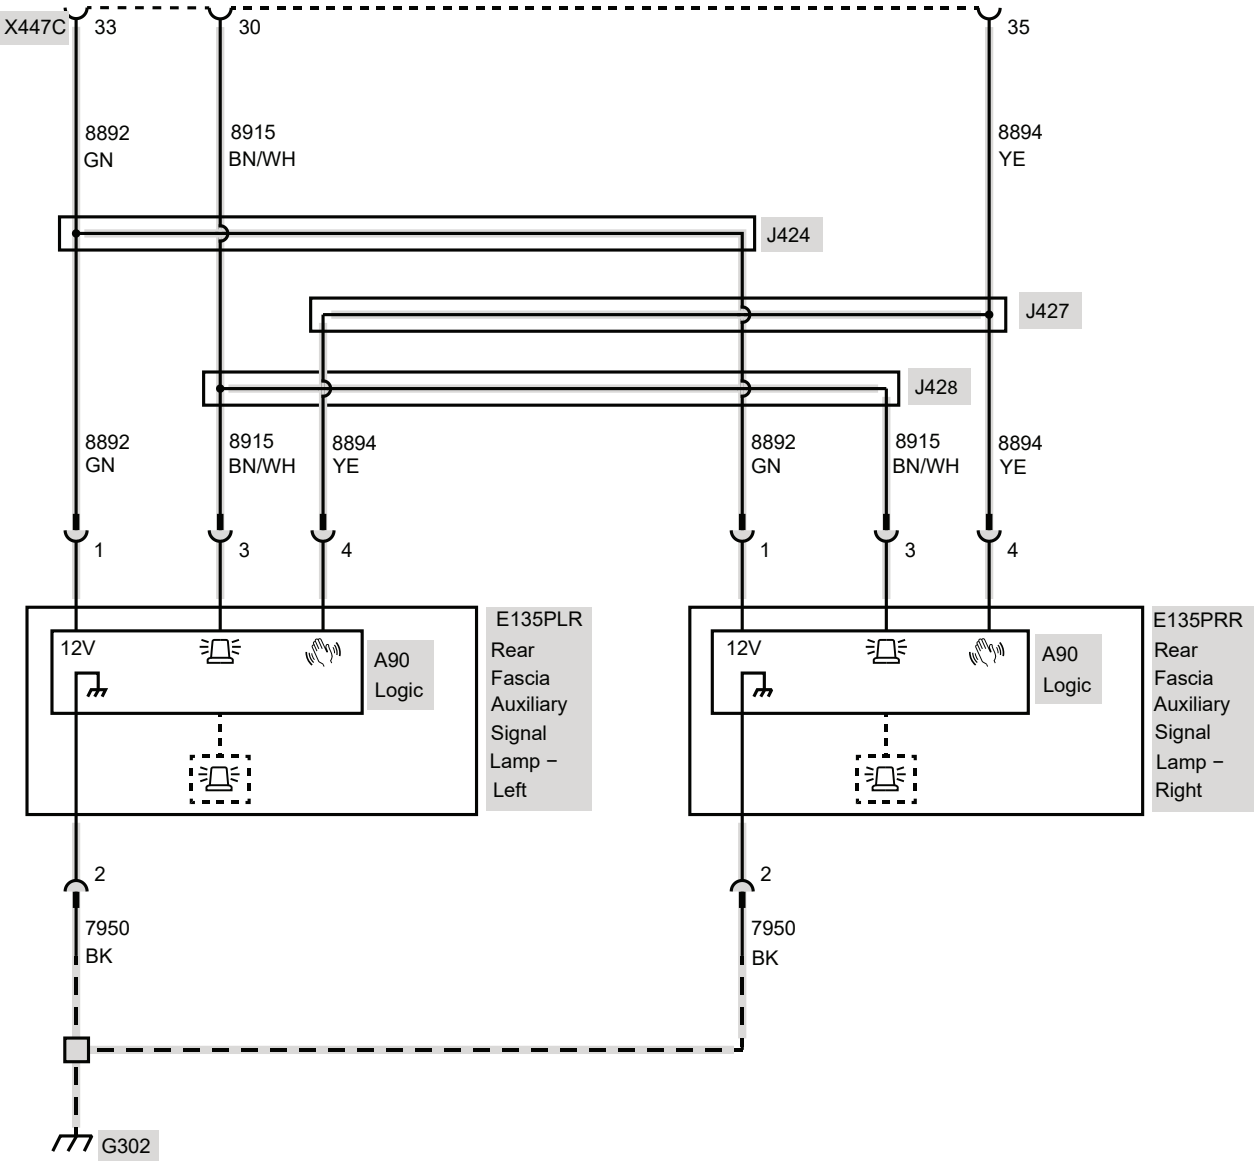 X447C 33 30 35
8892 8915 8894
GN BN/WH YE
J424
J427
J428
8892 8915 8894 8892 8915 8894
GN BN/WH YE GN BN/WH YE
1 3 4 1 3 4
E135PLR
Rear
Fascia
Auxiliary
Signal
Lamp –
Left
12V
A90
Logic
E135PRR
Rear
Fascia
Auxiliary
Signal
Lamp –
Right
12V
A90
Logic
2 2
7950 7950
BK BK
G302